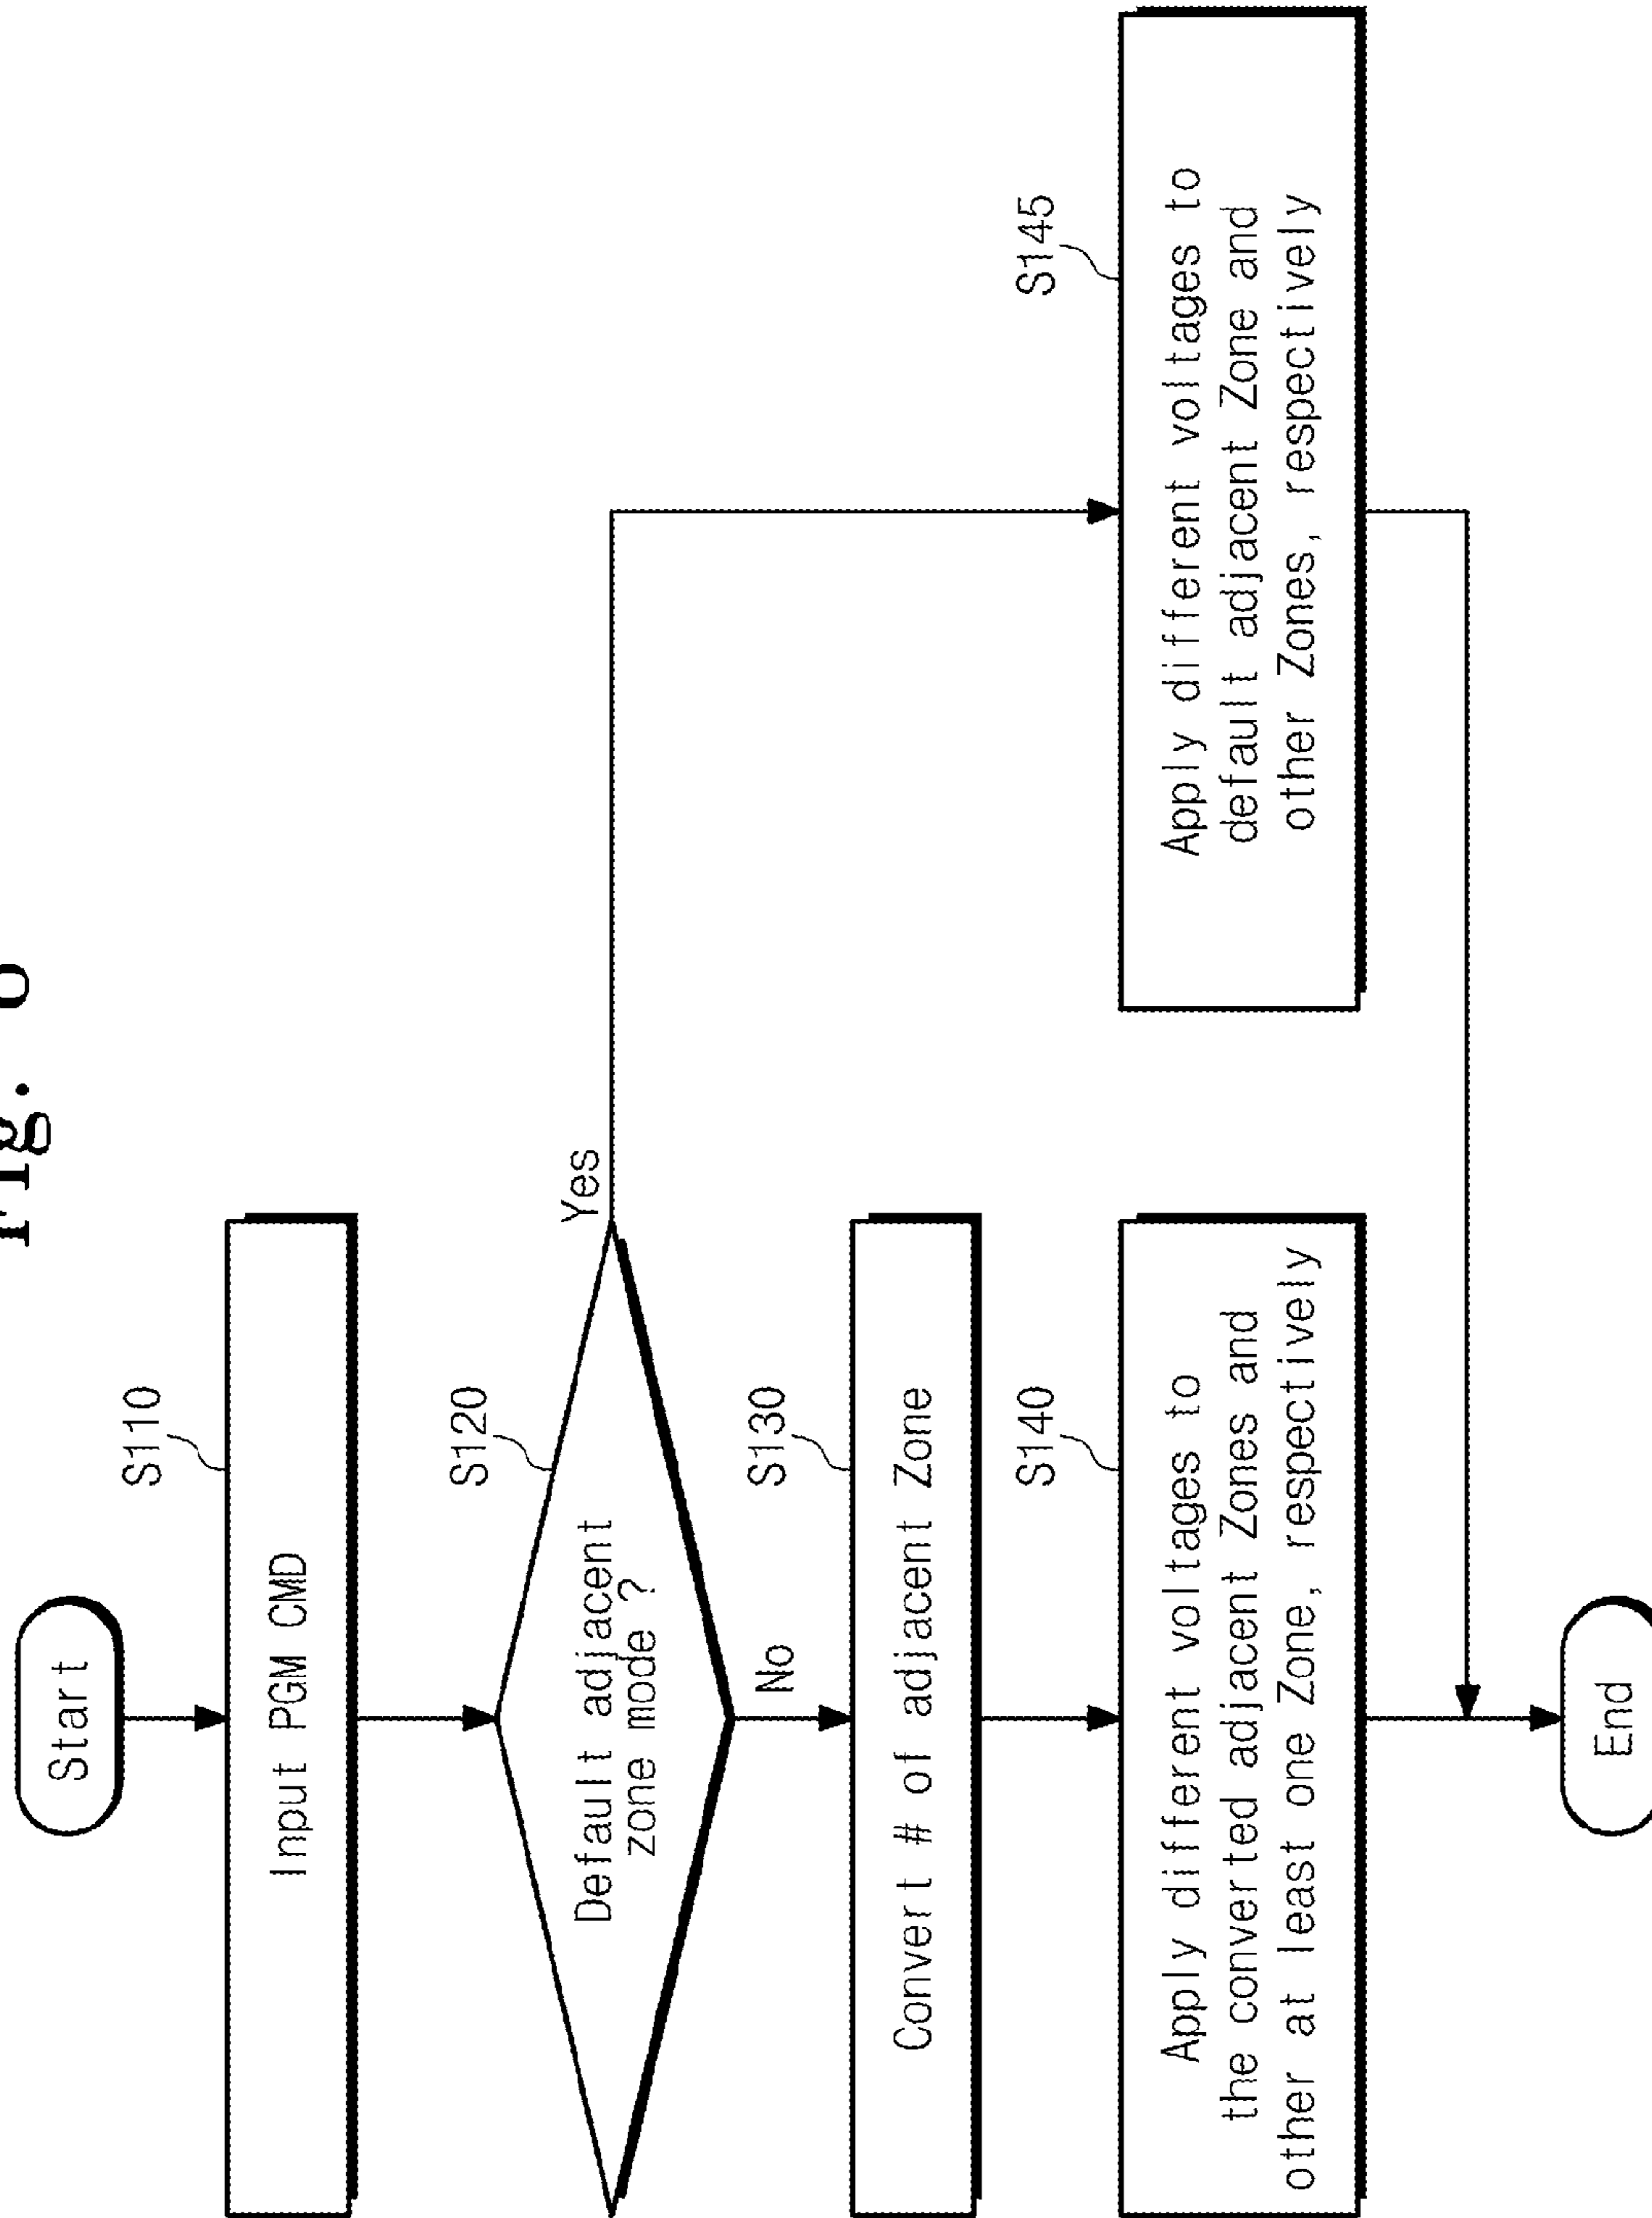 Start
S110
Input PGM CMD
S120
Default adjacent
zone mode ?
Yes
No
S130
Convert # of adjacent Zone
S140
Apply different voltages to
the converted adjacent Zones and
other at least one Zone, respectively
S145
Apply different voltages to
default adjacent Zone and
other Zones, respectively
End